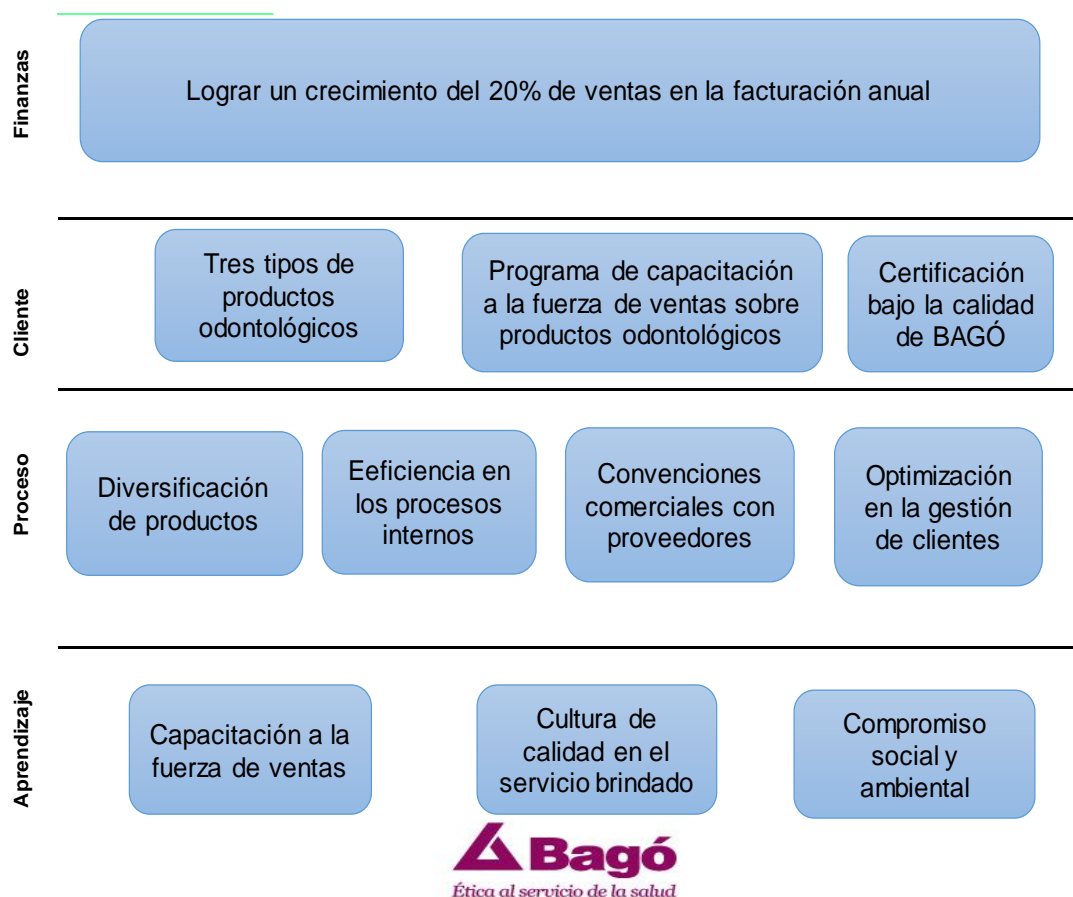 Finanzas
Lograr un crecimiento del 20% de ventas en la facturación anual
Cliente
Tres tipos de
productos
odontológicos
Programa de capacitación
a la fuerza de ventas sobre
productos odontológicos
Certificación
bajo la calidad
de BAGÓ
Proceso
Diversificación
de productos
Eeficiencia en
los procesos
internos
Convenciones
comerciales con
proveedores
Optimización
en la gestión
de clientes
Aprendizaje
Capacitación a la
fuerza de ventas
Cultura de
calidad en el
servicio brindado
Compromiso
social y
ambiental
Bagó
Ética al servicio de la salud